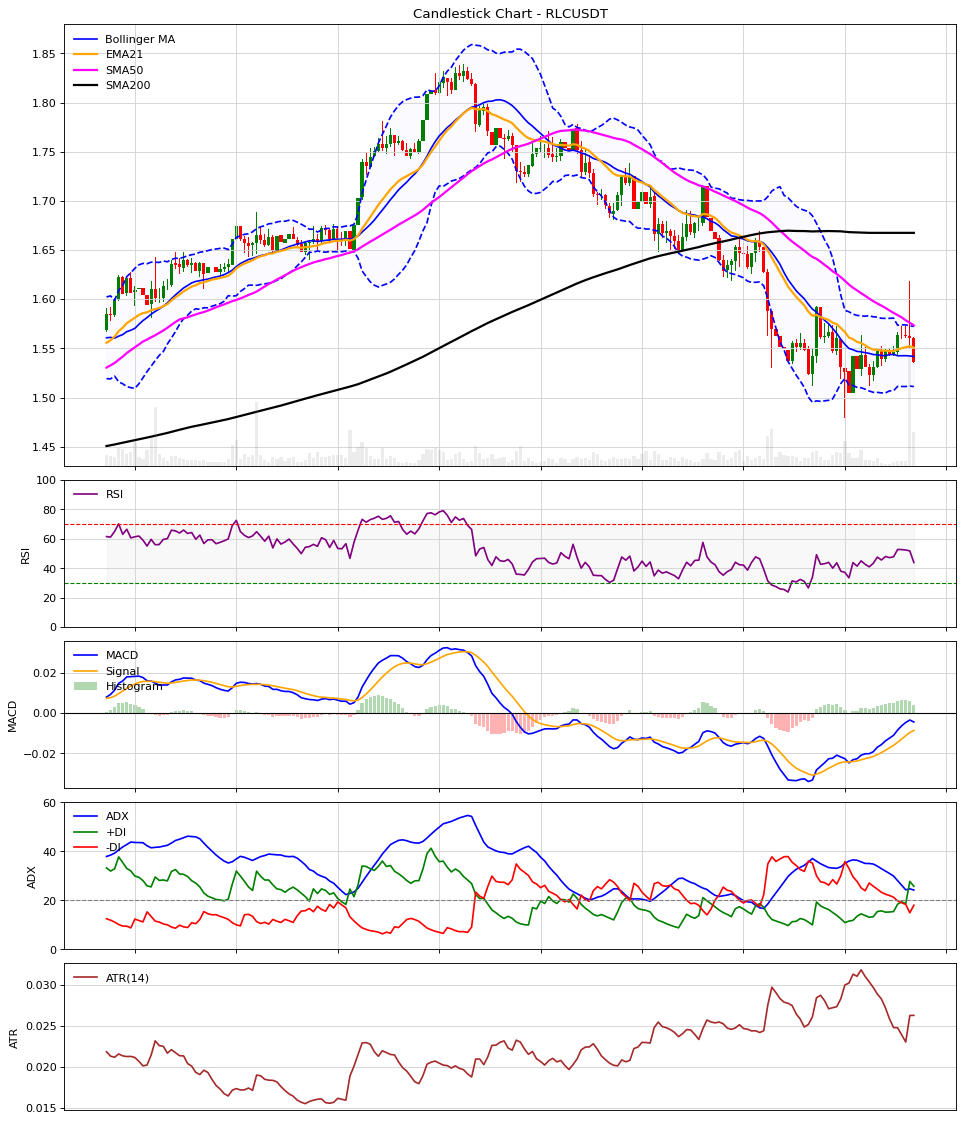 Candlestick Chart - RLCUSDT
Bollinger MA
EMA21
SMA50
SMA200
1.85
1.80
1.75
1.70
1.65
1.60
1.55
1.50
1.45
RSI
RSI
100
80
60
40
20
0
MACD
MACD
Signal
Histogram
0.02
0.00
−0.02
ADX
ADX
+DI
-DI
60
40
20
0
ATR
ATR(14)
0.030
0.025
0.020
0.015